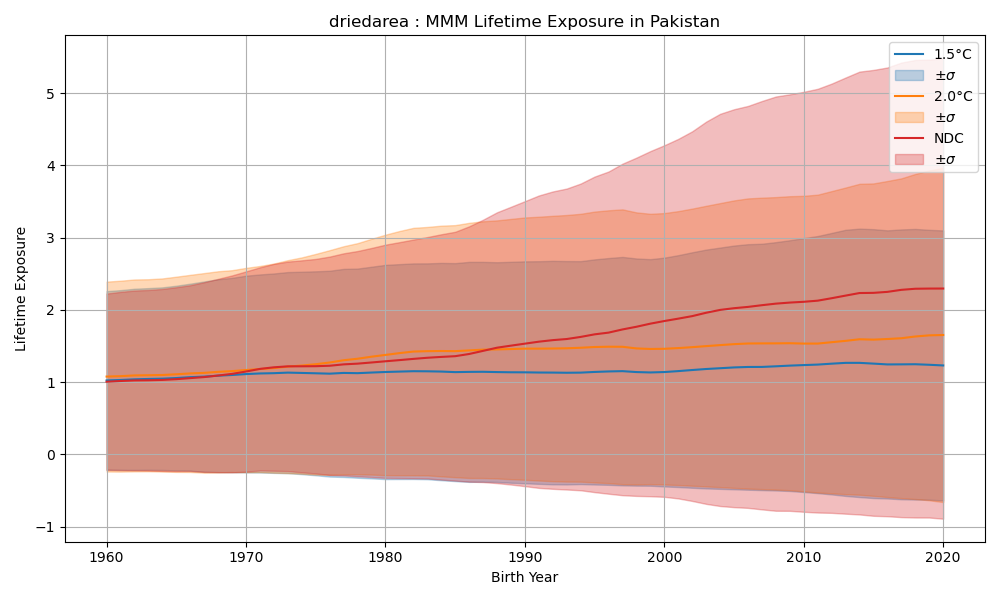 driedarea : MMM Lifetime Exposure in Pakistan
1.5°C
±σ
2.0°C
±σ
NDC
±σ
Lifetime Exposure
5
4
3
2
1
0
−1
1960 1970 1980 1990 2000 2010 2020
Birth Year